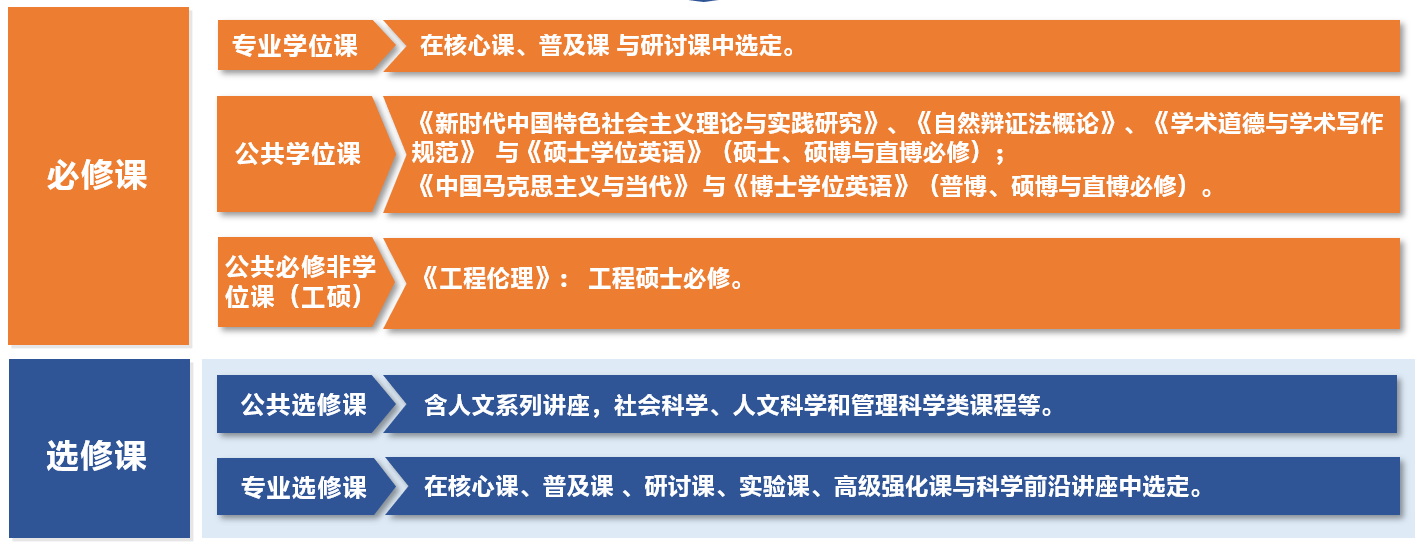 必修课
专业学位课
在核心课、普及课 与研讨课中选定。
公共学位课
《新时代中国特色社会主义理论与实践研究》、《自然辩证法概论》、《学术道德与学术写作
规范》 与《硕士学位英语》（硕士、硕博与直博必修）；
《中国马克思主义与当代》 与《博士学位英语》（普博、硕博与直博必修）。
公共必修非学
位课（工硕）
《工程伦理》： 工程硕士必修。
选修课
公共选修课
含人文系列讲座，社会科学、人文科学和管理科学类课程等。
专业选修课
在核心课、普及课 、研讨课、实验课、高级强化课与科学前沿讲座中选定。